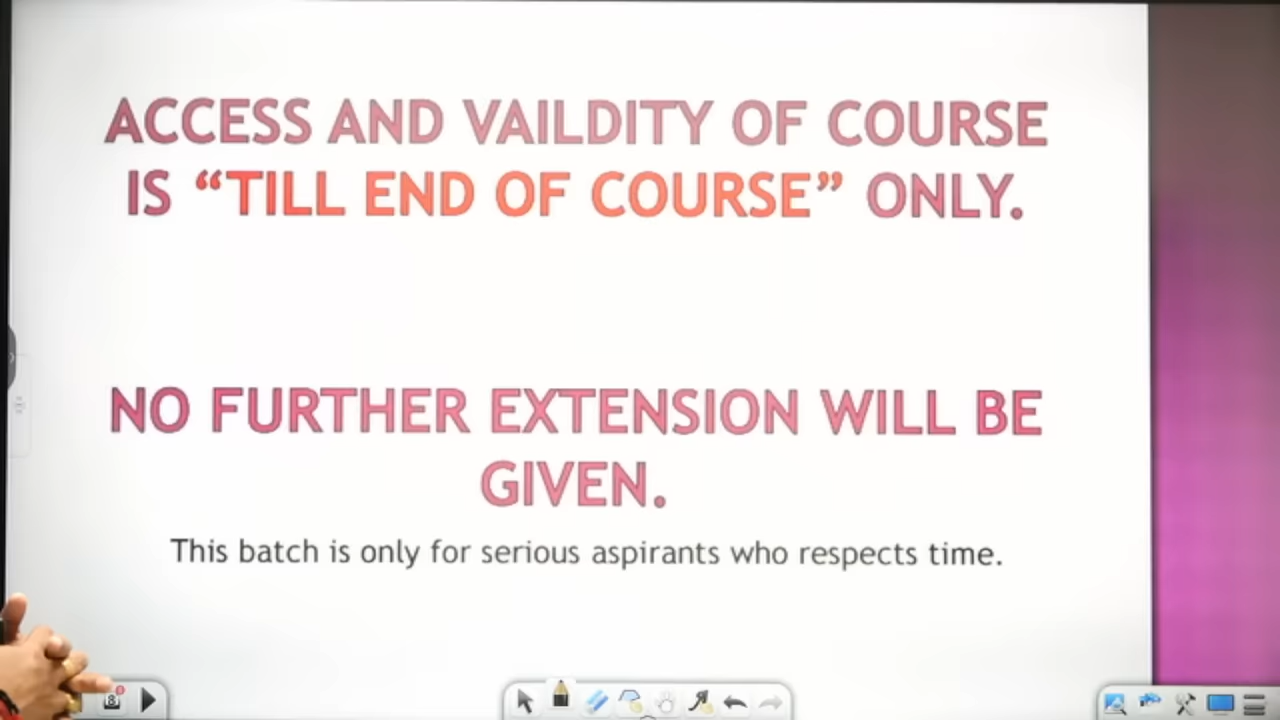 ACCESS AND VAILDITY OF COURSE
IS “TILL END OF COURSE” ONLY.
NO FURTHER EXTENSION WILL BE
GIVEN.
This batch is only for serious aspirants who respects time.
8